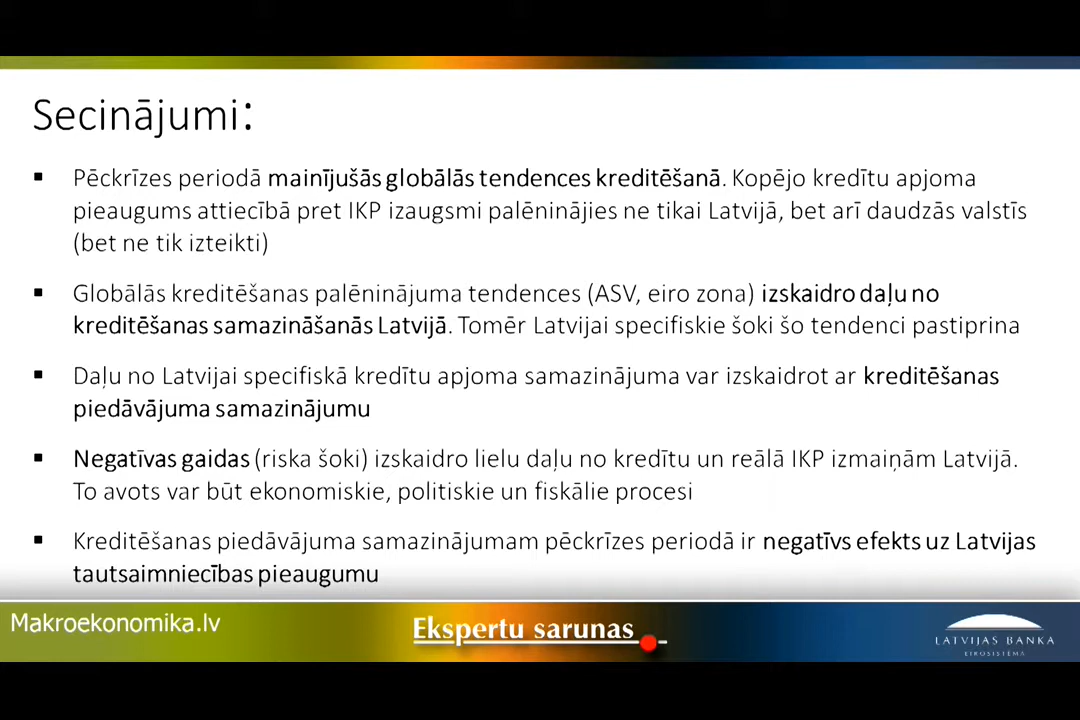 Secinājumi:
Pēckrīzes periodā mainījušās globālās tendences kreditēšanā. Kopējo kredītu apjoma
pieaugums attiecībā pret IKP izaugsmi palēninājies ne tikai Latvijā, bet arī daudzās valstīs
(bet ne tik izteikti)
Globālās kreditēšanas palēninājuma tendences (ASV, eiro zona) izskaidro daļu no
kreditēšanas samazināšanās Latvijā. Tomēr Latvijai specifiskie šoki šo tendenci pastiprina
Daļu no Latvijai specifiskā kredītu apjoma samazinājuma var izskaidrot ar kreditēšanas
piedāvājuma samazinājumu
Negatīvas gaidas (riska šoki) izskaidro lielu daļu no kredītu un reālā IKP izmaiņām Latvijā.
To avots var būt ekonomiskie, politiskie un fiskālie procesi
Kreditēšanas piedāvājuma samazinājumam pēckrīzes periodā ir negatīvs efekts uz Latvijas
tautsaimniecības pieaugumu
Makroekonomika.lv
Ekspertu sarunas
LATVIJAS BANKA
EIROSISTĒMA